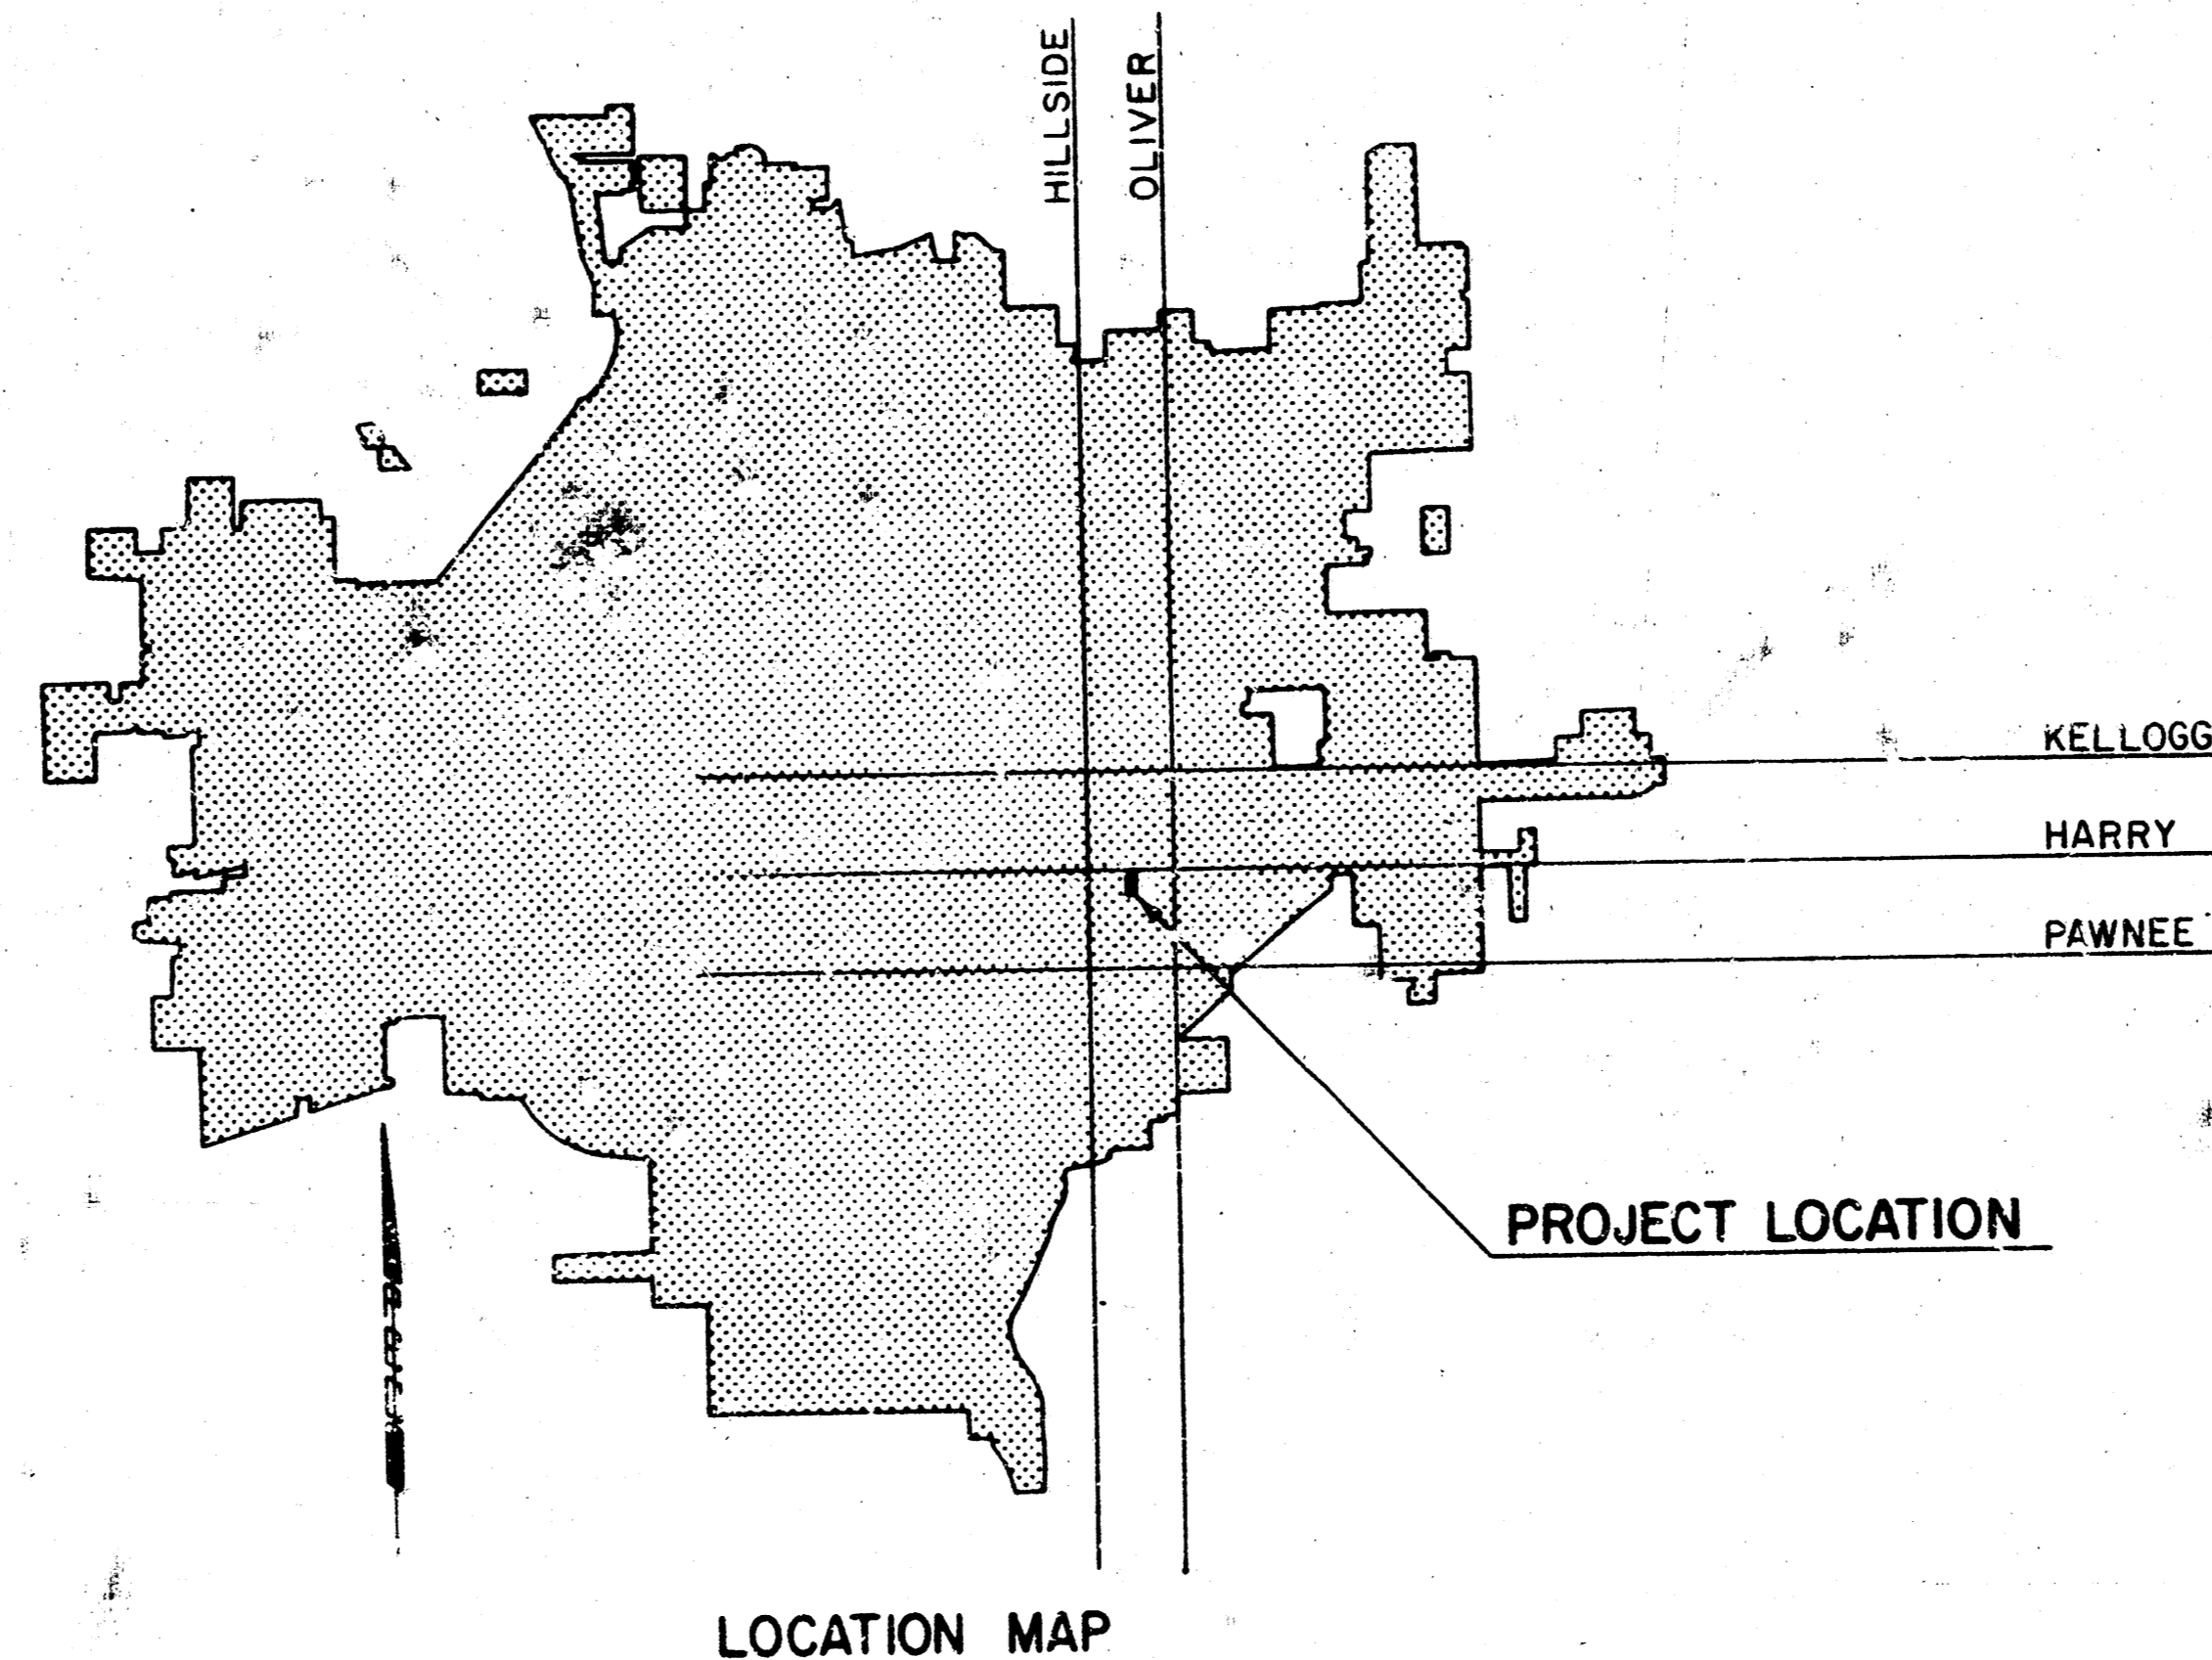 HILLSIDE
OLIVER
KELLOGG
HARRY
PAWNEE
PROJECT LOCATION
LOCATION MAP